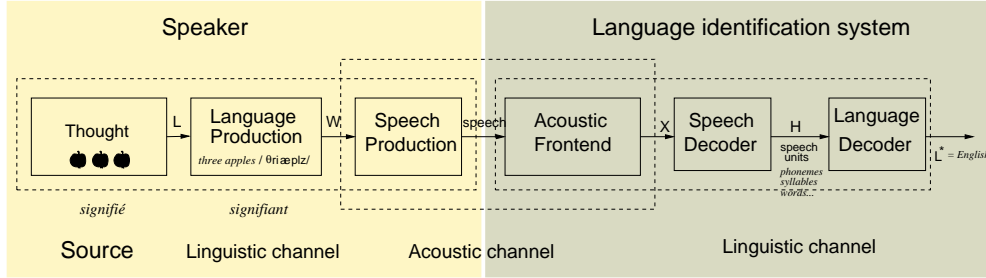 Speaker
Language identification system
Thought
L
Language
Production
three apples / θriæplz/
W
Speech
Production
speech
Acoustic
Frontend
X
Speech
Decoder
H
speech
units
phonemes
syllables
words...
Language
Decoder
L* = English
signifié
signifiant
Source
Linguistic channel
Acoustic channel
Linguistic channel